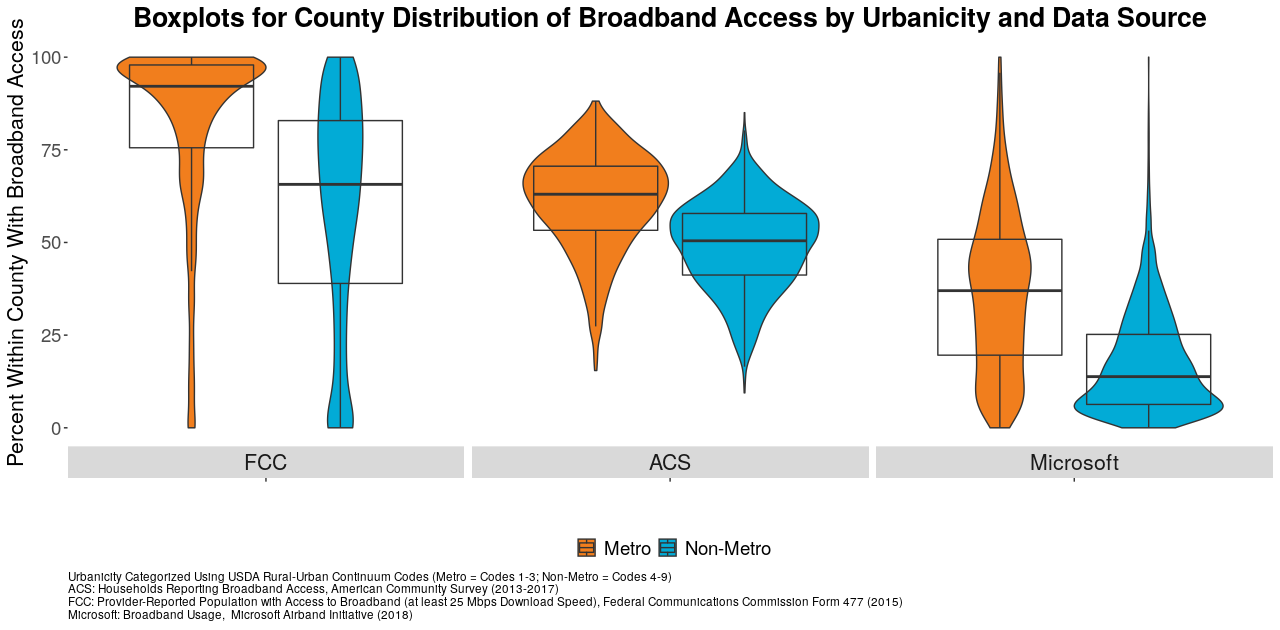 Boxplots for County Distribution of Broadband Access by Urbanicity and Data Source
Percent Within County With Broadband Access
100
75
50
25
0
FCC
ACS
Microsoft
Metro
Non-Metro
Urbanicity Categorized Using USDA Rural-Urban Continuum Codes (Metro = Codes 1-3; Non-Metro = Codes 4-9)
ACS: Households Reporting Broadband Access, American Community Survey (2013-2017)
FCC: Provider-Reported Population with Access to Broadband (at least 25 Mbps Download Speed), Federal Communications Commission Form 477 (2015)
Microsoft: Broadband Usage,  Microsoft Airband Initiative (2018)